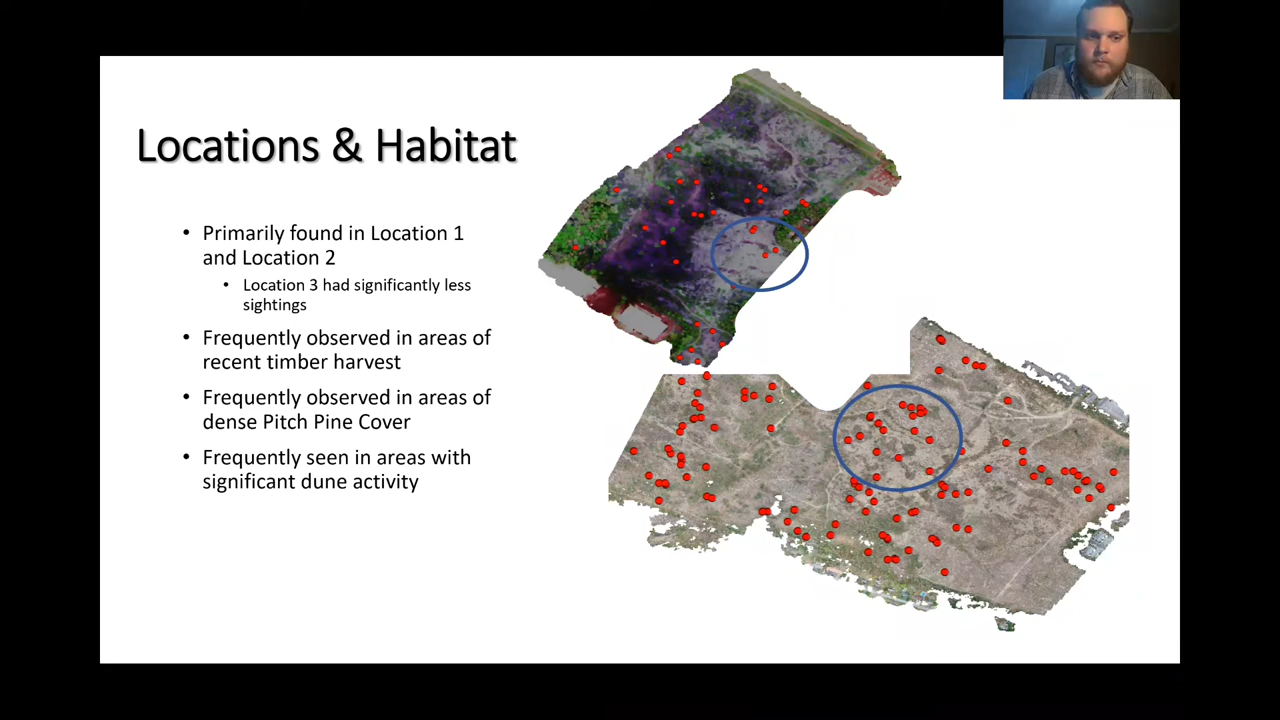 Locations & Habitat
• Primarily found in Location 1
and Location 2
• Location 3 had significantly less
sightings
• Frequently observed in areas of
recent timber harvest
• Frequently observed in areas of
dense Pitch Pine Cover
• Frequently seen in areas with
significant dune activity